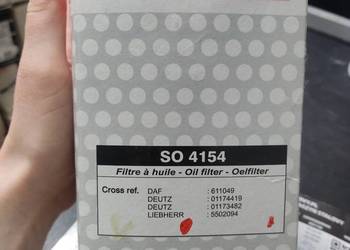 SO 4154
Filtre à huile - Oil filter - Oelfilter
Cross ref. DAF : 611049
DEUTZ : 01174419
DEUTZ : 01173482
LIEBHERR : 5502094